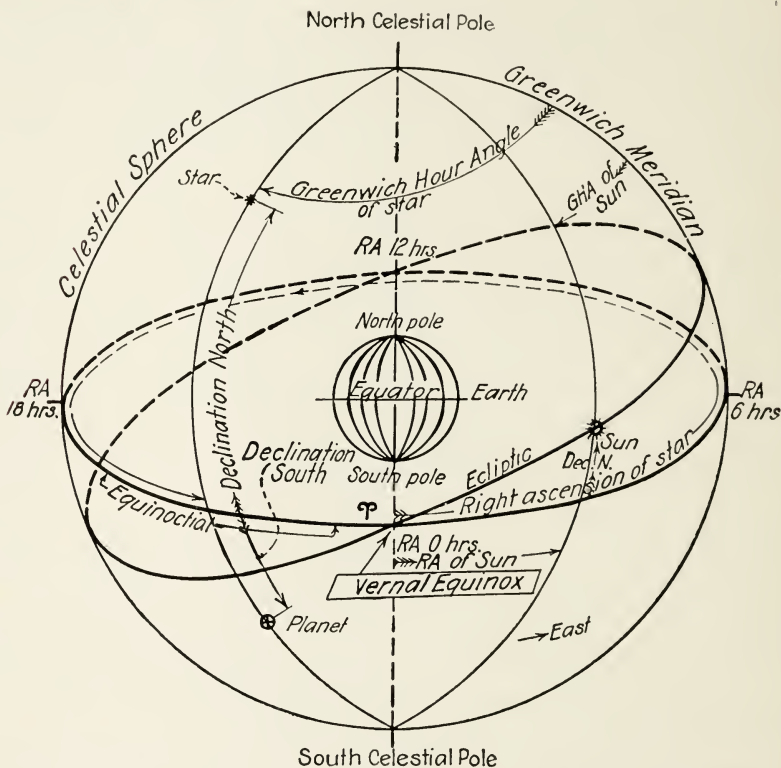 North Celestial Pole
Celestial Sphere
Greenwich Meridian
Star
Greenwich Hour Angle
of star
GHA of
Sun
RA 12 hrs.
North pole
Equator
Earth
South pole
RA
18 hrs.
RA
6 hrs.
Declination North
Declination
South
Sun
Dec. N.
Ecliptic
Right ascension of star
Equinoctial
♈
RA 0 hrs.
RA of Sun
Vernal Equinox
Planet
East
South Celestial Pole